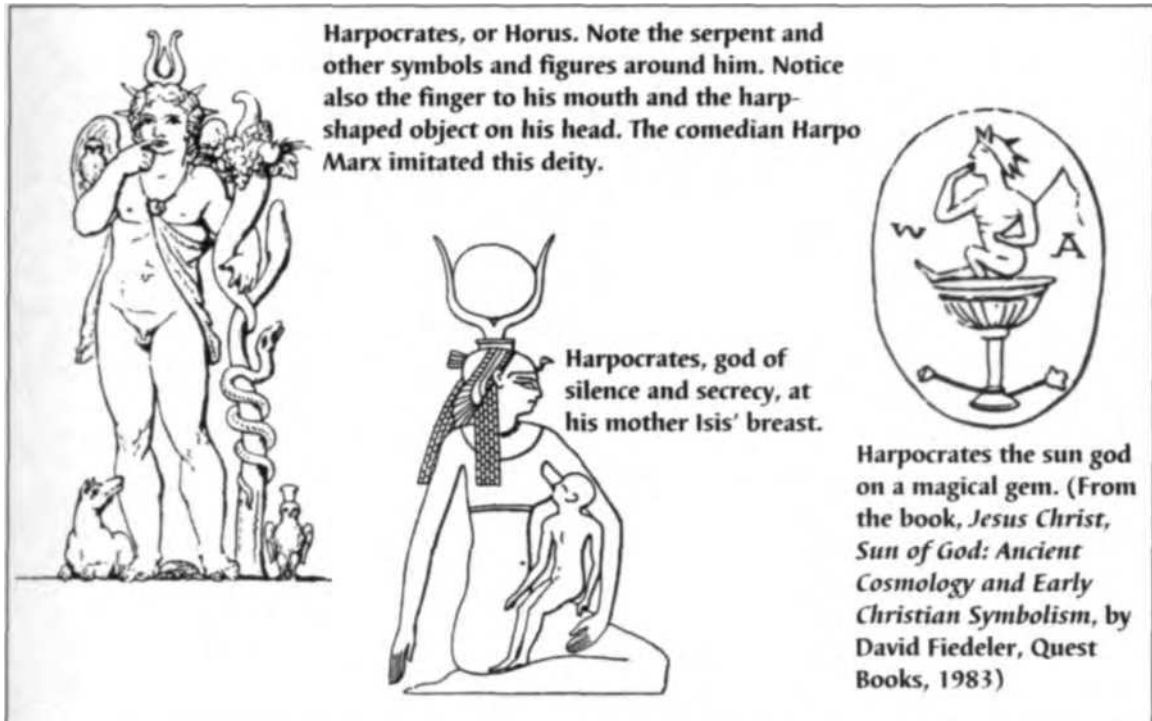 Harpocrates, or Horus. Note the serpent and
other symbols and figures around him. Notice
also the finger to his mouth and the harp-
shaped object on his head. The comedian Harpo
Marx imitated this deity.
Harpocrates, god of
silence and secrecy, at
his mother Isis' breast.
W A
Harpocrates the sun god
on a magical gem. (From
the book, Jesus Christ,
Sun of God: Ancient
Cosmology and Early
Christian Symbolism, by
David Fiedeler, Quest
Books, 1983)